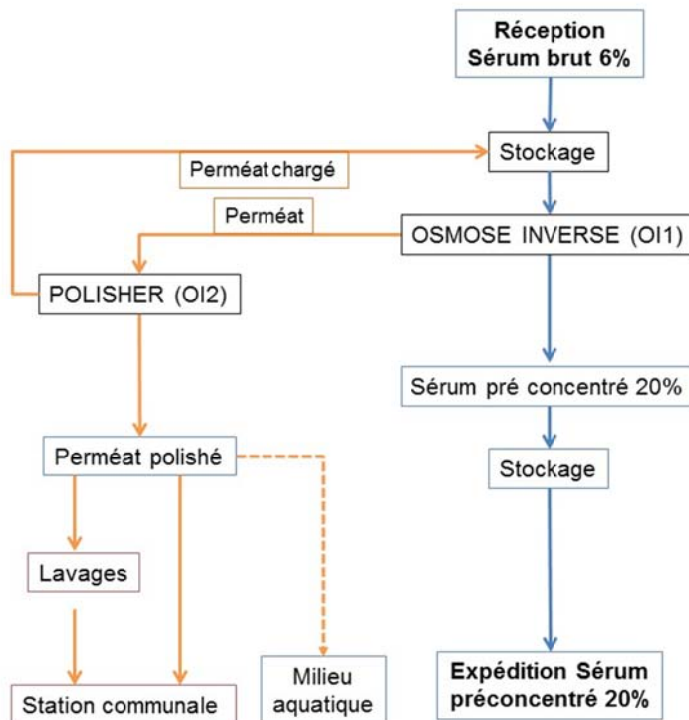 Réception
Sérum brut 6%
Stockage
Perméat chargé
Perméat
OSMOSE INVERSE (OI1)
POLISHER (OI2)
Sérum pré concentré 20%
Perméat polishé
Stockage
Lavages
Station communale
Milieu
aquatique
Expédition Sérum
préconcentré 20%